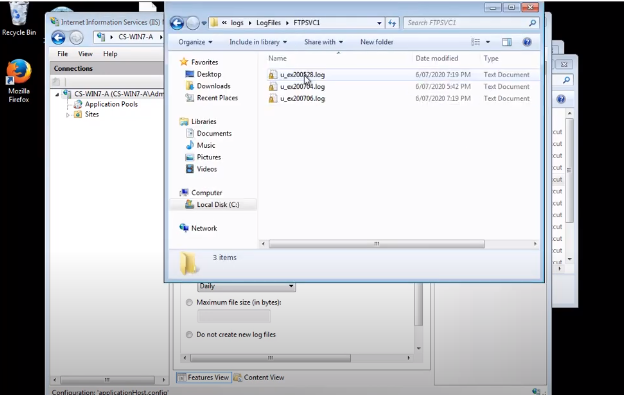 Recycle Bin
Mozilla
Firefox
Internet Information Services (IIS)
CS-WIN7-A
File View Help
Connections
CS-WIN7-A (CS-WIN7-A\Adm
Application Pools
Sites
logs LogFiles FTPSVC1
Search FTPSVC1
Organize Include in library Share with New folder
Favorites
Desktop
Downloads
Recent Places
Libraries
Documents
Music
Pictures
Videos
Computer
Local Disk (C:)
Network
Name Date modified Type
u_ex200528.log 6/07/2020 7:19 PM Text Document
u_ex200704.log 6/07/2020 5:42 PM Text Document
u_ex200706.log 6/07/2020 7:19 PM Text Document
3 items
Daily
Maximum file size (in bytes):
Do not create new log files
Features View Content View
Configuration: 'applicationHost.config'
cut
cut
cut
cut
cut
cut
cut
cut